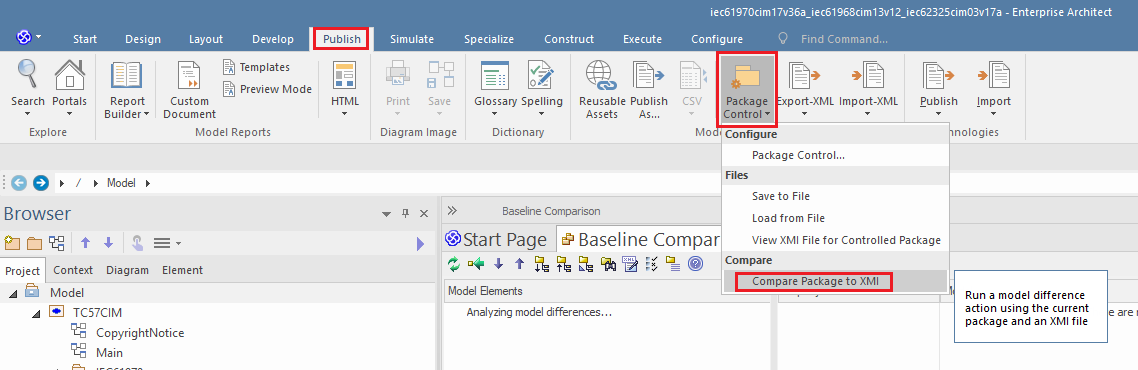 iec61970cim17v36a_iec61968cim13v12_iec62325cim03v17a - Enterprise Architect
Start Design Layout Develop Publish Simulate Specialize Construct Execute Configure Find Command...
Search Portals
Explore
Report Builder
Custom Document
Templates
Preview Mode
Model Reports
HTML
Print Save
Diagram Image
Glossary Spelling
Dictionary
Reusable Assets
Publish As...
CSV
Package Control
Export-XML Import-XML
Publish Import
Configure
Package Control...
Files
Save to File
Load from File
View XMI File for Controlled Package
Compare
Compare Package to XMI
Run a model difference
action using the current
package and an XMI file
/ Model
Browser
Project Context Diagram Element
Model
TC57CIM
CopyrightNotice
Main
Baseline Comparison
Start Page Baseline Compar
Model Elements
Analyzing model differences...